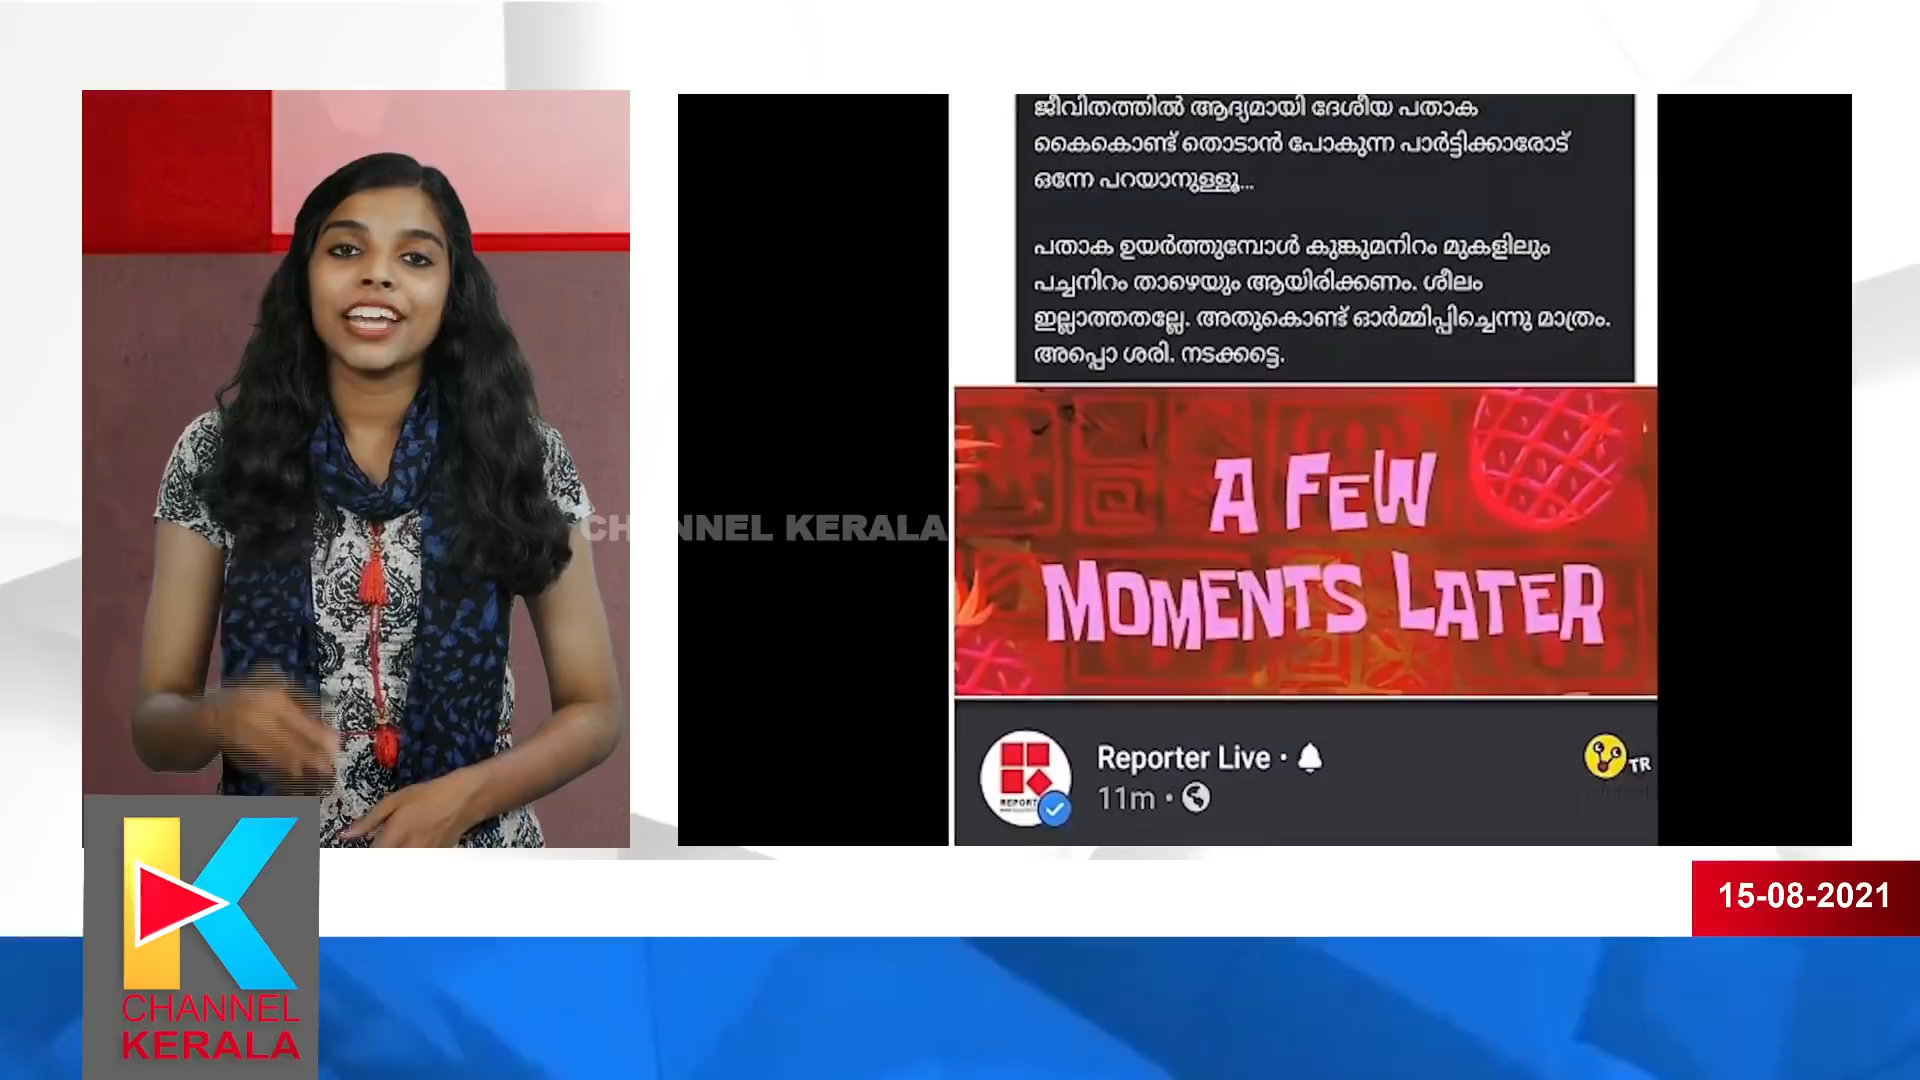 ജീവിതത്തിൽ ആദ്യമായി ദേശീയ പതാക
കൈകൊണ്ട് തൊടാൻ പോകുന്ന പാർട്ടിക്കാരോട്
ഒന്നേ പറയാനുള്ളൂ...
പതാക ഉയർത്തുമ്പോൾ കുങ്കുമനിറം മുകളിലും
പച്ചനിറം താഴെയും ആയിരിക്കണം. ശീലം
ഇല്ലാത്തതല്ലേ. അതുകൊണ്ട് ഓർമ്മിപ്പിച്ചെന്നു മാത്രം.
അപ്പൊ ശരി. നടക്കട്ടെ.
CHANNEL KERALA
A FEW
MOMENTS LATER
Reporter Live
11m
TR
15-08-2021
CHANNEL
KERALA